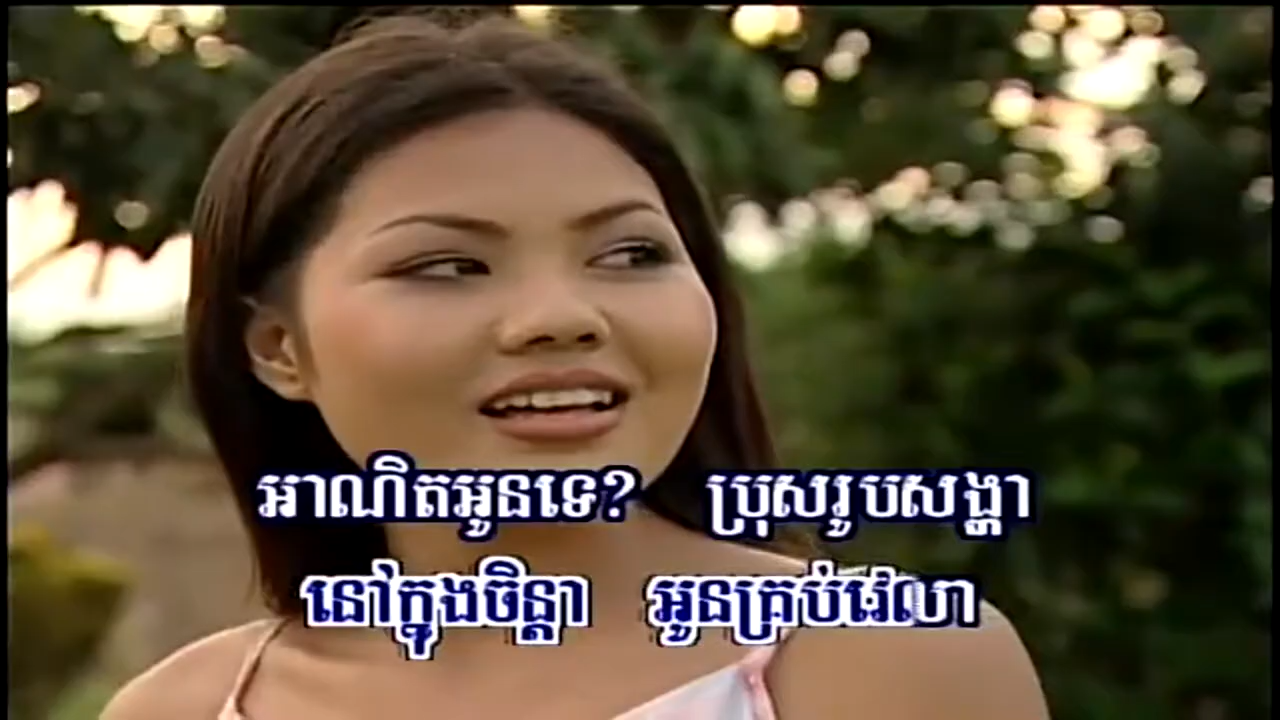 អាណិតអូនទេ? ប្រុសរូបសង្ហា
នៅក្នុងចិន្តា អូនគ្រប់វេលា